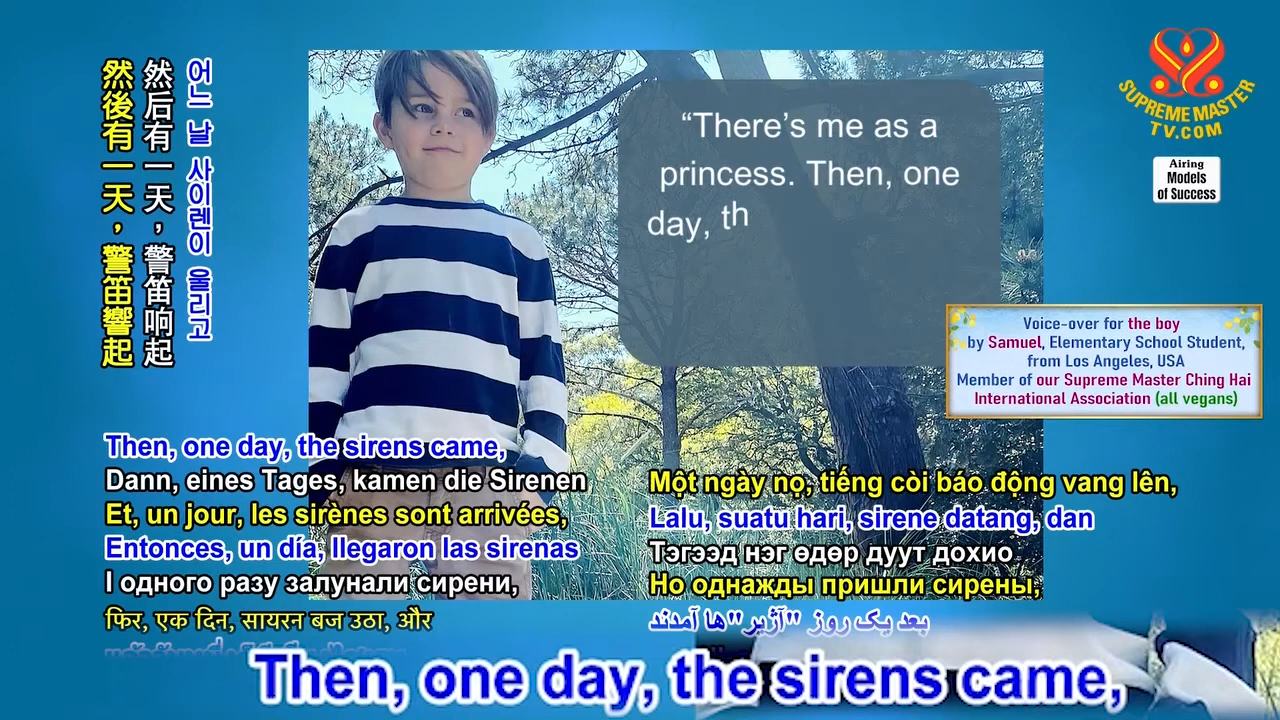 然後有一天，警笛響起
然后有一天，警笛响起
어느 날 사이렌이 울리고
“There’s me as a
princess. Then, one
day, th
SUPREME MASTER
TV.COM
Airing
Models
of Success
Voice-over for the boy
by Samuel, Elementary School Student,
from Los Angeles, USA
Member of our Supreme Master Ching Hai
International Association (all vegans)
Then, one day, the sirens came,
Dann, eines Tages, kamen die Sirenen
Et, un jour, les sirènes sont arrivées,
Entonces, un día, llegaron las sirenas
І одного разу залунали сирени,
फिर, एक दिन, सायरन बज उठा, और
Một ngày nọ, tiếng còi báo động vang lên,
Lalu, suatu hari, sirene datang, dan
Тэгээд нэг өдөр дуут дохио
Но однажды пришли сирены,
بعد یک روز "آژیر"ها آمدند
Then, one day, the sirens came,